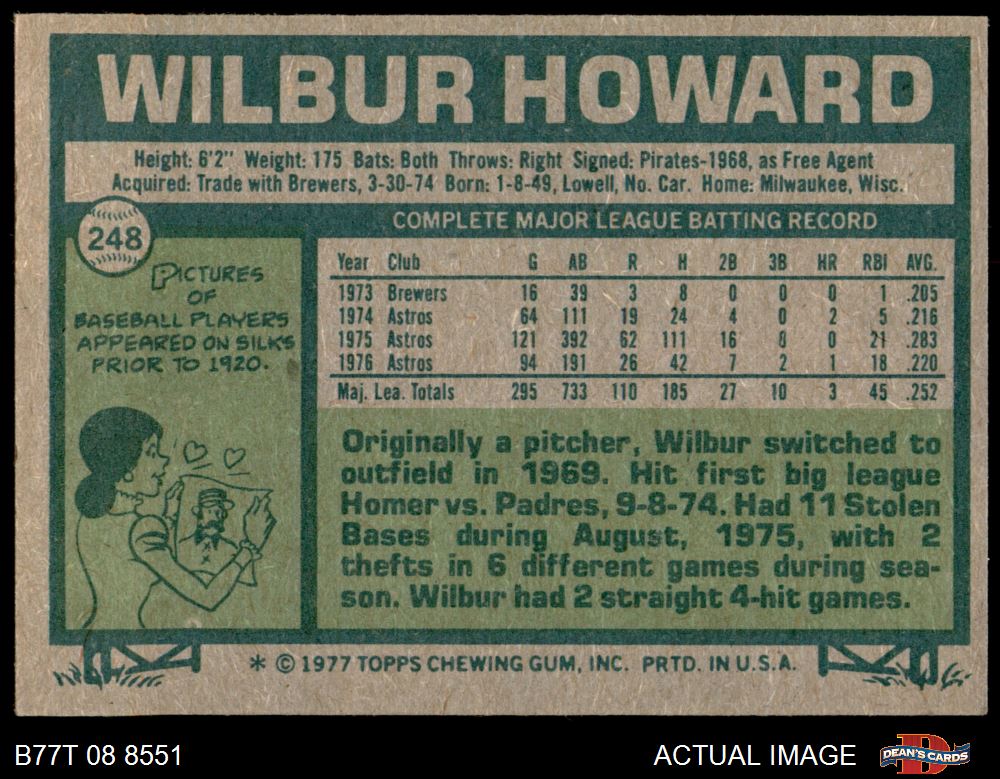 WILBUR HOWARD
Height: 6'2" Weight: 175 Bats: Both Throws: Right Signed: Pirates-1968, as Free Agent
Acquired: Trade with Brewers, 3-30-74 Born: 1-8-49, Lowell, No. Car. Home: Milwaukee, Wisc.
248
PICTURES
OF
BASEBALL PLAYERS
APPEARED ON SILKS
PRIOR TO 1920.
COMPLETE MAJOR LEAGUE BATTING RECORD
Year Club G AB R H 2B 3B HR RBI AVG.
1973 Brewers 16 39 3 8 0 0 0 1 .205
1974 Astros 64 111 19 24 4 0 2 5 .216
1975 Astros 121 392 62 111 16 8 0 21 .283
1976 Astros 94 191 26 42 7 2 1 18 .220
Maj. Lea. Totals 295 733 110 185 27 10 3 45 .252
Originally a pitcher, Wilbur switched to
outfield in 1969. Hit first big league
Homer vs. Padres, 9-8-74. Had 11 Stolen
Bases during August, 1975, with 2
thefts in 6 different games during sea-
son. Wilbur had 2 straight 4-hit games.
* © 1977 TOPPS CHEWING GUM, INC. PRTD. IN U.S.A.
B77T 08 8551
ACTUAL IMAGE
DEAN'S CARDS